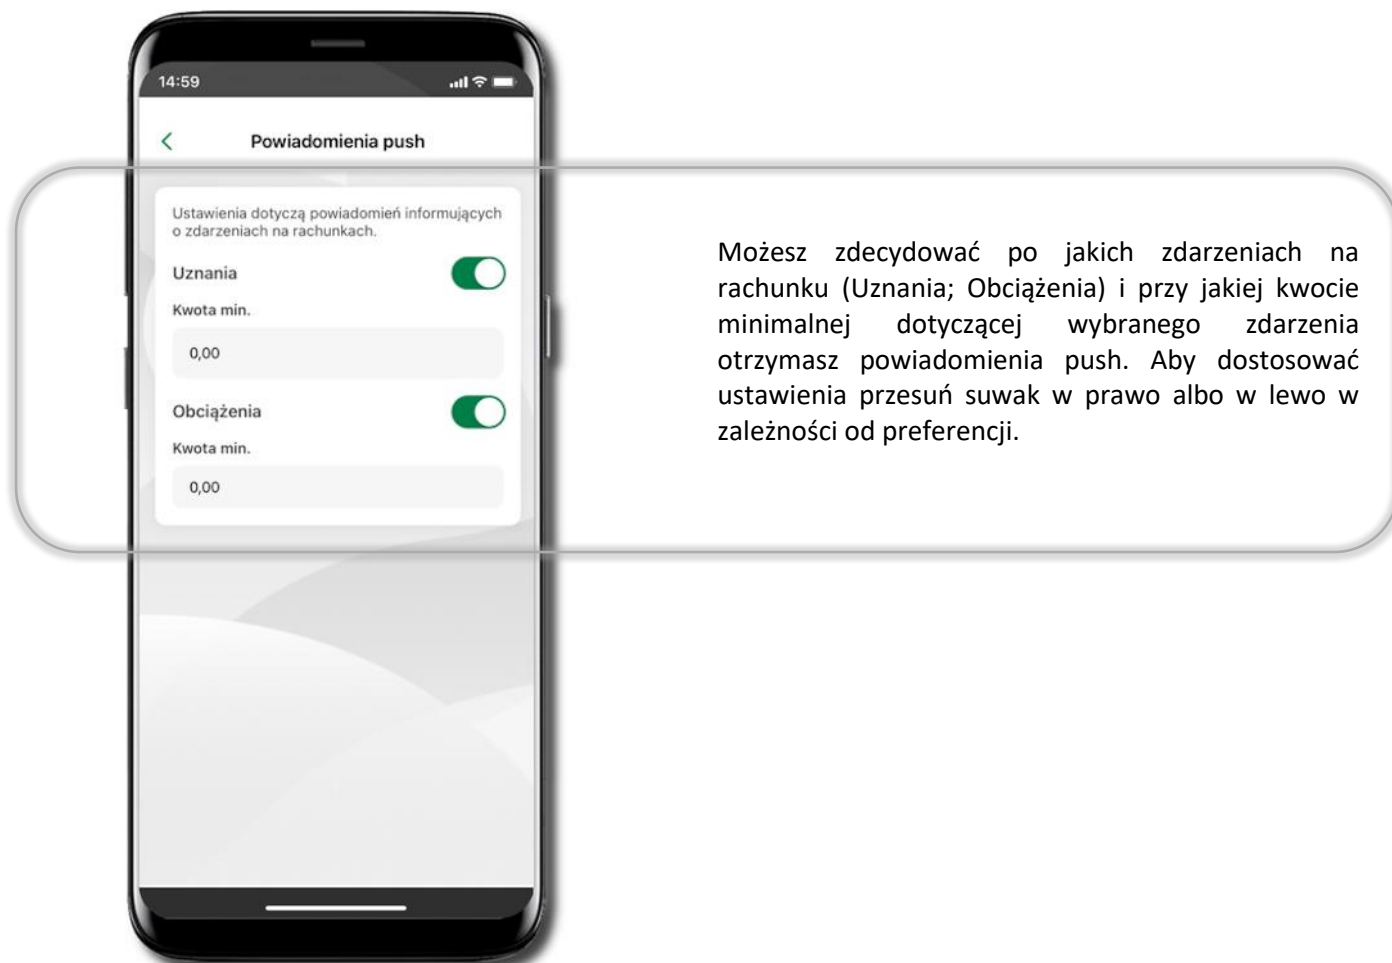 14:59
Powiadomienia push
Ustawienia dotyczą powiadomień informujących
o zdarzeniach na rachunkach.
Uznania
Kwota min.
0,00
Obciążenia
Kwota min.
0,00
Możesz zdecydować po jakich zdarzeniach na
rachunku (Uznania; Obciążenia) i przy jakiej kwocie
minimalnej dotyczącej wybranego zdarzenia
otrzymasz powiadomienia push. Aby dostosować
ustawienia przesuń suwak w prawo albo w lewo w
zależności od preferencji.